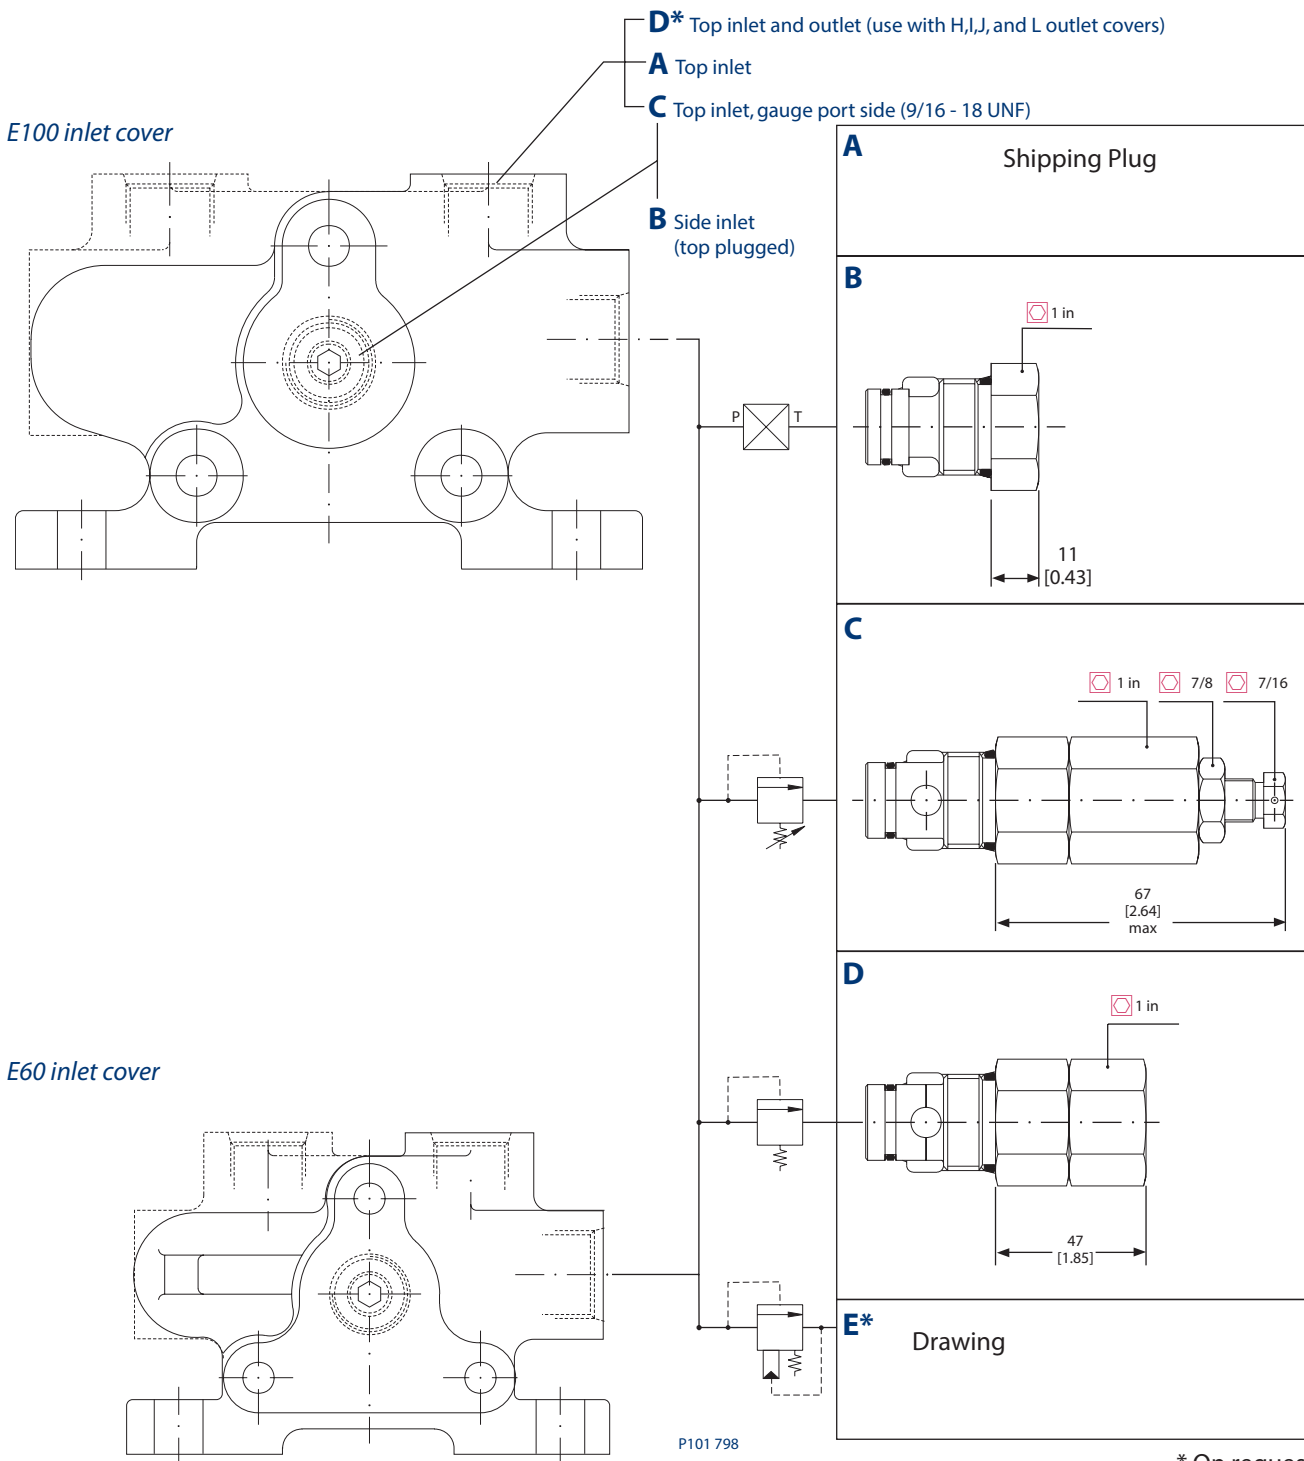 D* Top inlet and outlet (use with H,I,J, and L outlet covers)
A Top inlet
C Top inlet, gauge port side (9/16 - 18 UNF)
E100 inlet cover
B Side inlet
(top plugged)
A
Shipping Plug
B
1 in
P T
11
[0.43]
C
1 in 7/8 7/16
67
[2.64]
max
D
1 in
E60 inlet cover
47
[1.85]
E*
Drawing
P101 798
* On